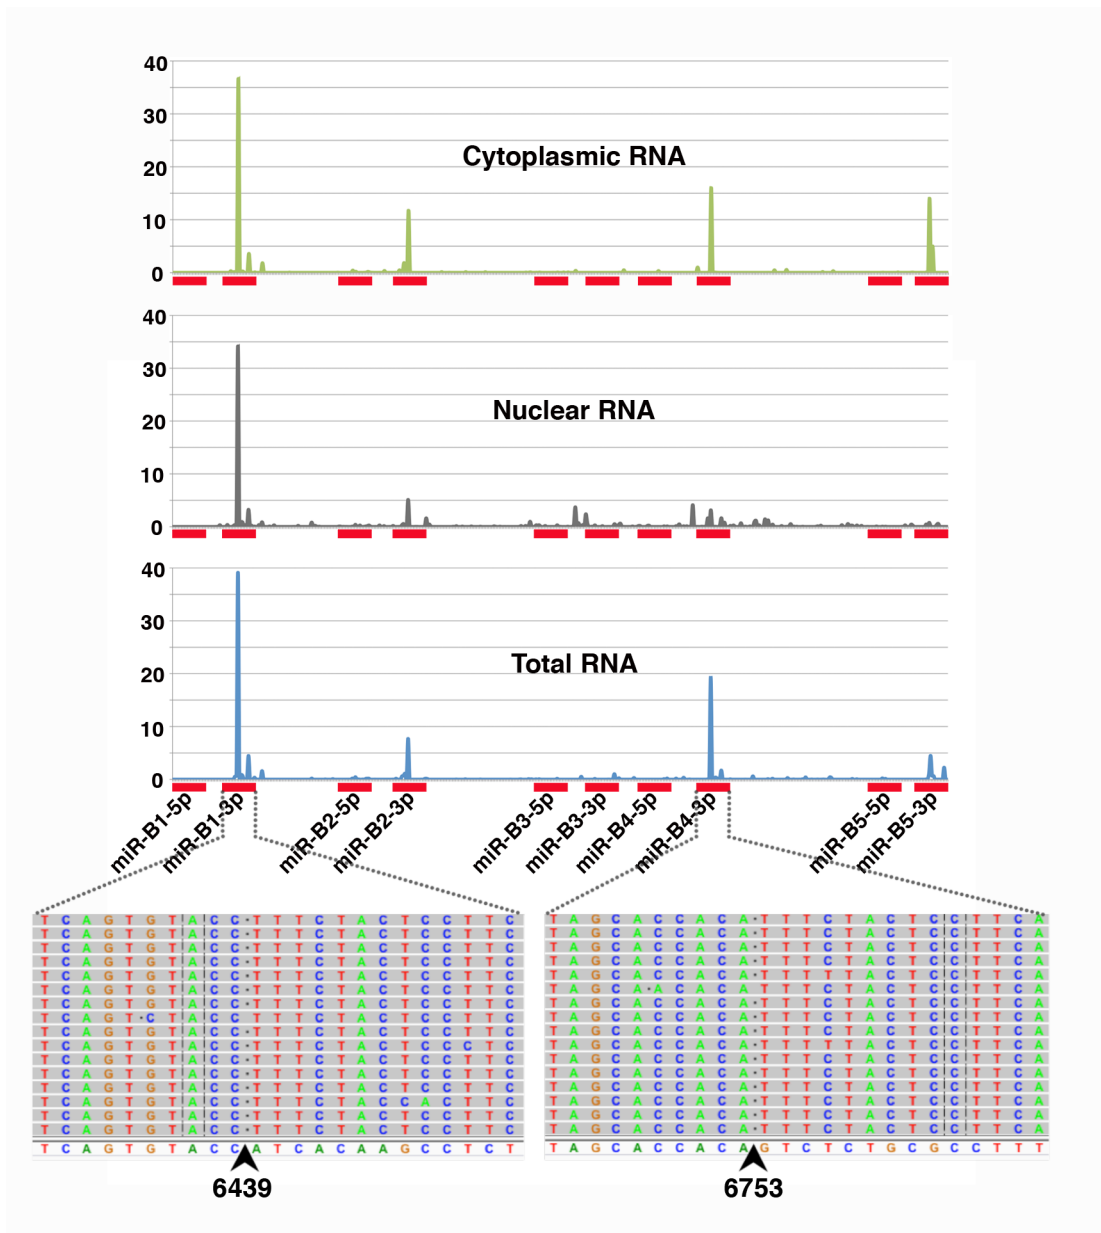 40
30
20
10
0
Cytoplasmic RNA
40
30
20
10
0
Nuclear RNA
40
30
20
10
0
Total RNA
miR-B1-5p
miR-B1-3p
miR-B2-5p
miR-B2-3p
miR-B3-5p
miR-B3-3p
miR-B4-5p
miR-B4-3p
miR-B5-5p
miR-B5-3p
T C A G T G T A C C · T T T C T A C T C C T T C
T C A G T G T A C C · T T T C T A C T C C T T C
T C A G T G T A C C · T T T C T A C T C C T T C
T C A G T G T A C C · T T T C T A C T C C T T C
T C A G T G T A C C · T T T C T A C T C C T T C
T C A G T G T A C C · T T T C T A C T C C T T C
T C A G T G T A C C · T T T C T A C T C C T T C
T C A G T · C T A C C T T T C T A C T C C T T C
T C A G T G T A C C · T T T C T A C T C C T T C
T C A G T G T A C C · T T T C T A C T C C C T C
T C A G T G T A C C · T T T C T A C T C C T T C
T C A G T G T A C C · T T T C T A C T C C T T C
T C A G T G T A C C · T T T C T A C T C C T T C
T C A G T G T A C C · T T T C T A C C A C T T C
T C A G T G T A C C · T T T C T A C T C C T T C
T C A G T G T A C C · T T T C T A C T C C T T C
T C A G T G T A C C A T C A C A A G C C T C T
6439
T A G C A C C A C A · T T T C T A C T C C T T C A
T A G C A C C A C A · T T T C T A C T C C T T C A
T A G C A C C A C A · T T T C T A C T C C T T C A
T A G C A C C A C A · T T T C T A C T C C T T C A
T A G C A C C A C A · T T T T T A C T C C T T C A
T A G C A · A C A C A T T T C T A C T C C T T C A
T A G C A C C A C A · T T T C T A C T C C T T C A
T A G C A C C A C A · T T T C T A C T C C T T C A
T A G C A C C A C A · T T T C T A C T C C T T C A
T A G C A C C A C A · T T T T T A C T C C T T C A
T A G C A C C A C A · T T T C T A C T C C T T C A
T A G C A C C A C A · T T T C T A C T C C T T C A
T A G C A C C A C A · T T T C T A C T C C T T C A
T A G C A C C A C A · T T T C T A C T C C T T C A
T A G C A C C A C A · T T T C T A C T C C T T C A
T A G C A C C A C A · T T T C T A C T C C T T C A
T A G C A C C A C A G T C T C T G C G C C T T T
6753